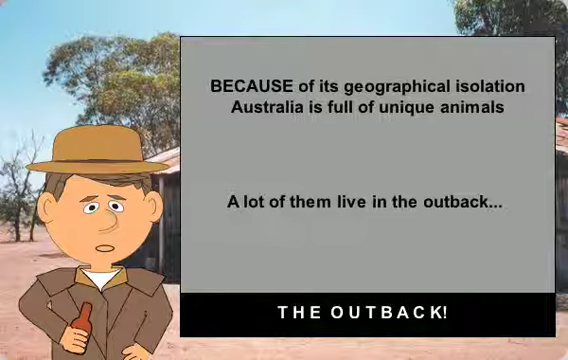 BECAUSE of its geographical isolation
Australia is full of unique animals
A lot of them live in the outback...
THE OUTBACK!